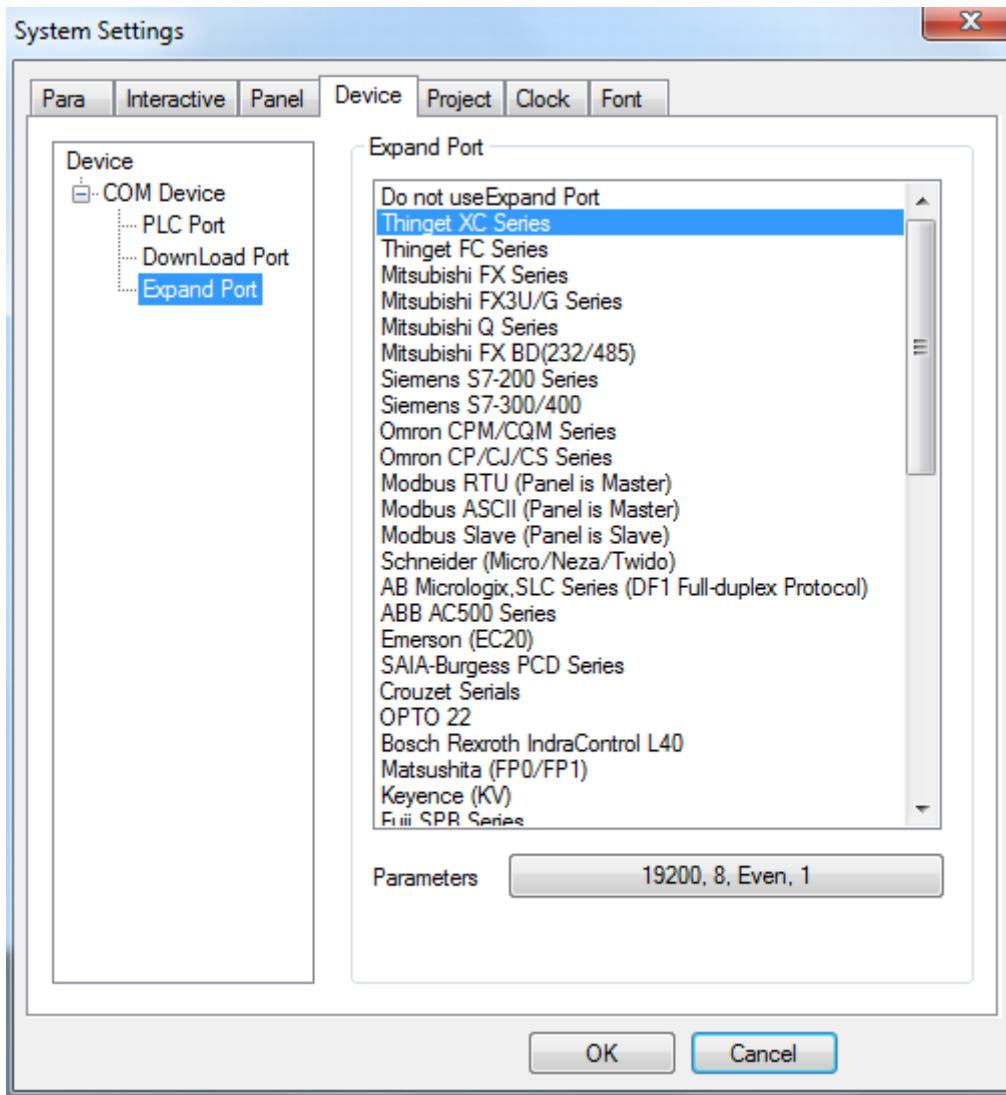 System Settings
Para Interactive Panel Device Project Clock Font
Device
COM Device
PLC Port
DownLoad Port
Expand Port
Expand Port
Do not useExpand Port
Thinget XC Series
Thinget FC Series
Mitsubishi FX Series
Mitsubishi FX3U/G Series
Mitsubishi Q Series
Mitsubishi FX BD(232/485)
Siemens S7-200 Series
Siemens S7-300/400
Omron CPM/CQM Series
Omron CP/CJ/CS Series
Modbus RTU (Panel is Master)
Modbus ASCII (Panel is Master)
Modbus Slave (Panel is Slave)
Schneider (Micro/Neza/Twido)
AB Micrologix,SLC Series (DF1 Full-duplex Protocol)
ABB AC500 Series
Emerson (EC20)
SAIA-Burgess PCD Series
Crouzet Serials
OPTO 22
Bosch Rexroth IndraControl L40
Matsushita (FP0/FP1)
Keyence (KV)
Fuji SPB Series
Parameters 19200, 8, Even, 1
OK Cancel